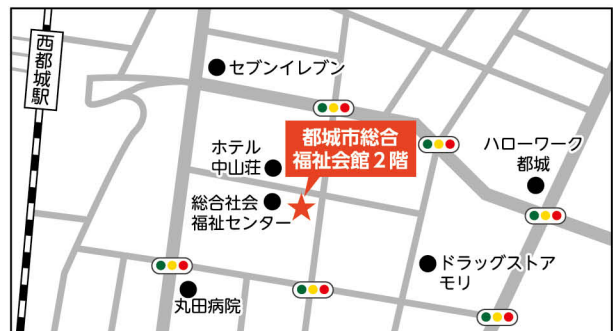 西都城駅
セブンイレブン
都城市総合
福祉会館2階
ホテル
中山荘
ハローワーク
都城
総合社会
福祉センター
ドラッグストア
モリ
丸田病院